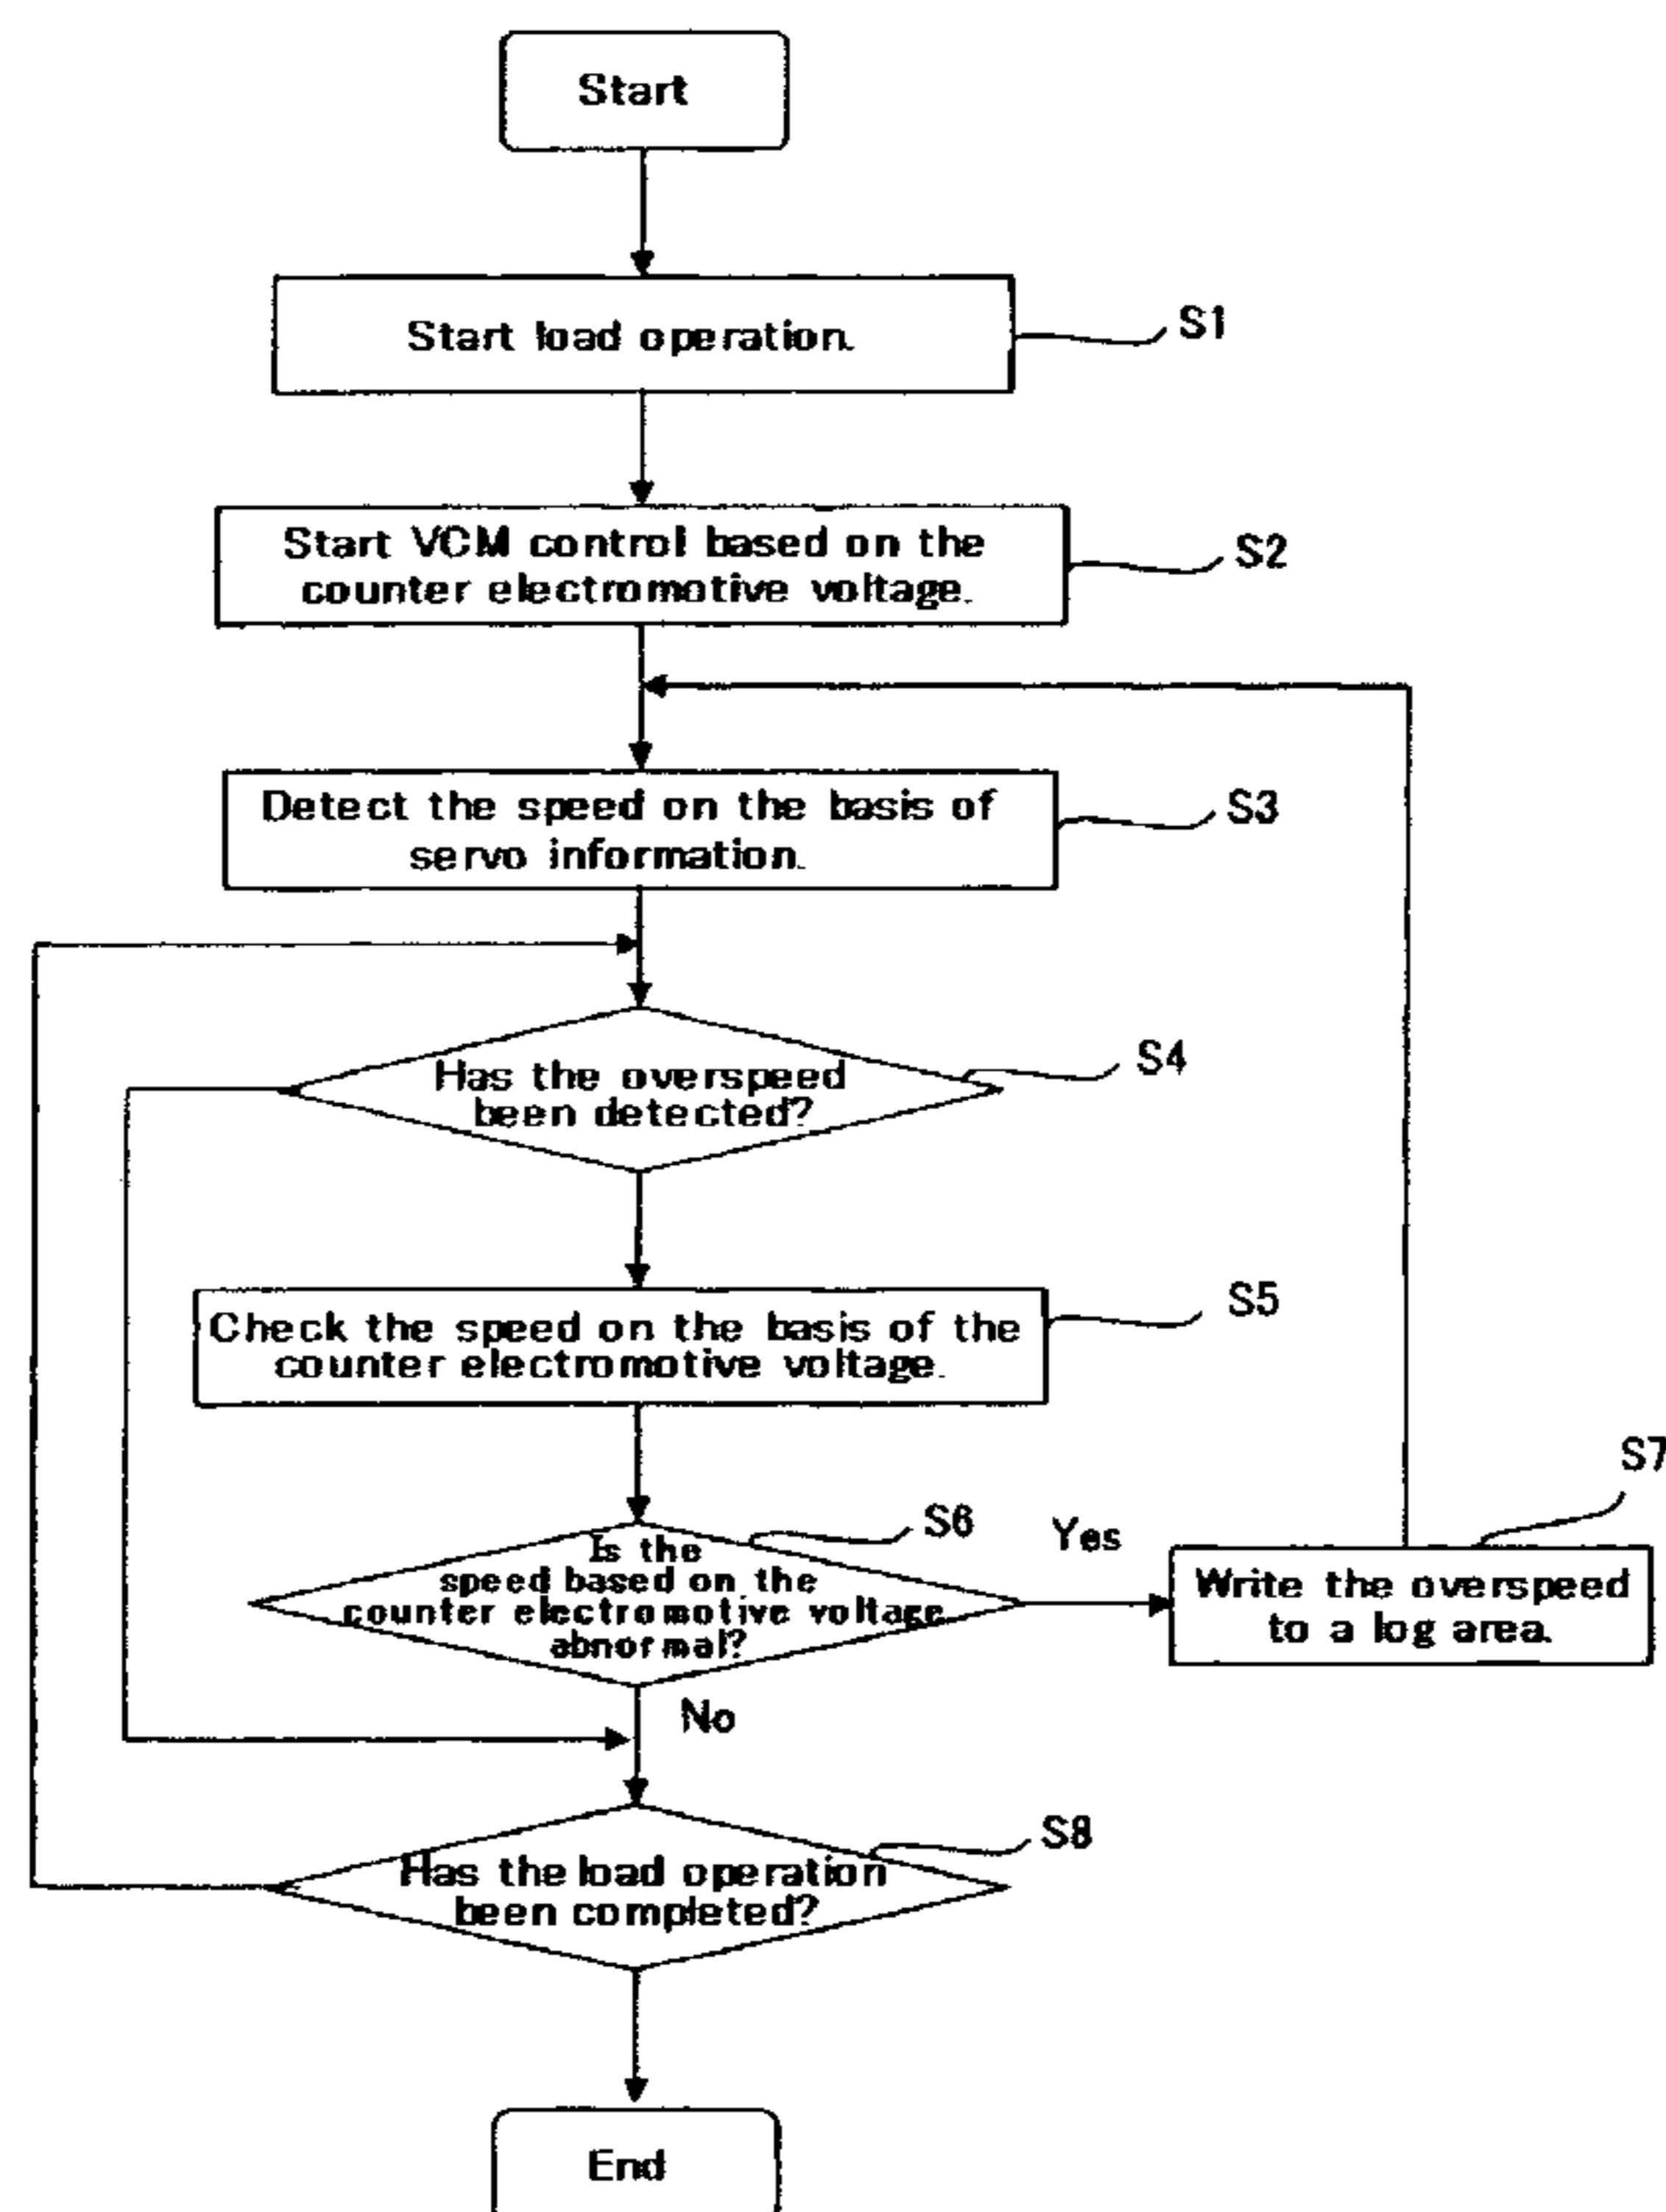 Start
Start load operation.
S1
Start VCM control based on the
counter electromotive voltage.
S2
Detect the speed on the basis of
servo information.
S3
Has the overspeed
been detected?
S4
Check the speed on the basis of the
counter electromotive voltage.
S5
Is the
speed based on the
counter electromotive voltage
abnormal?
S6
Yes
Write the overspeed
to a log area.
S7
No
Has the load operation
been completed?
S8
End